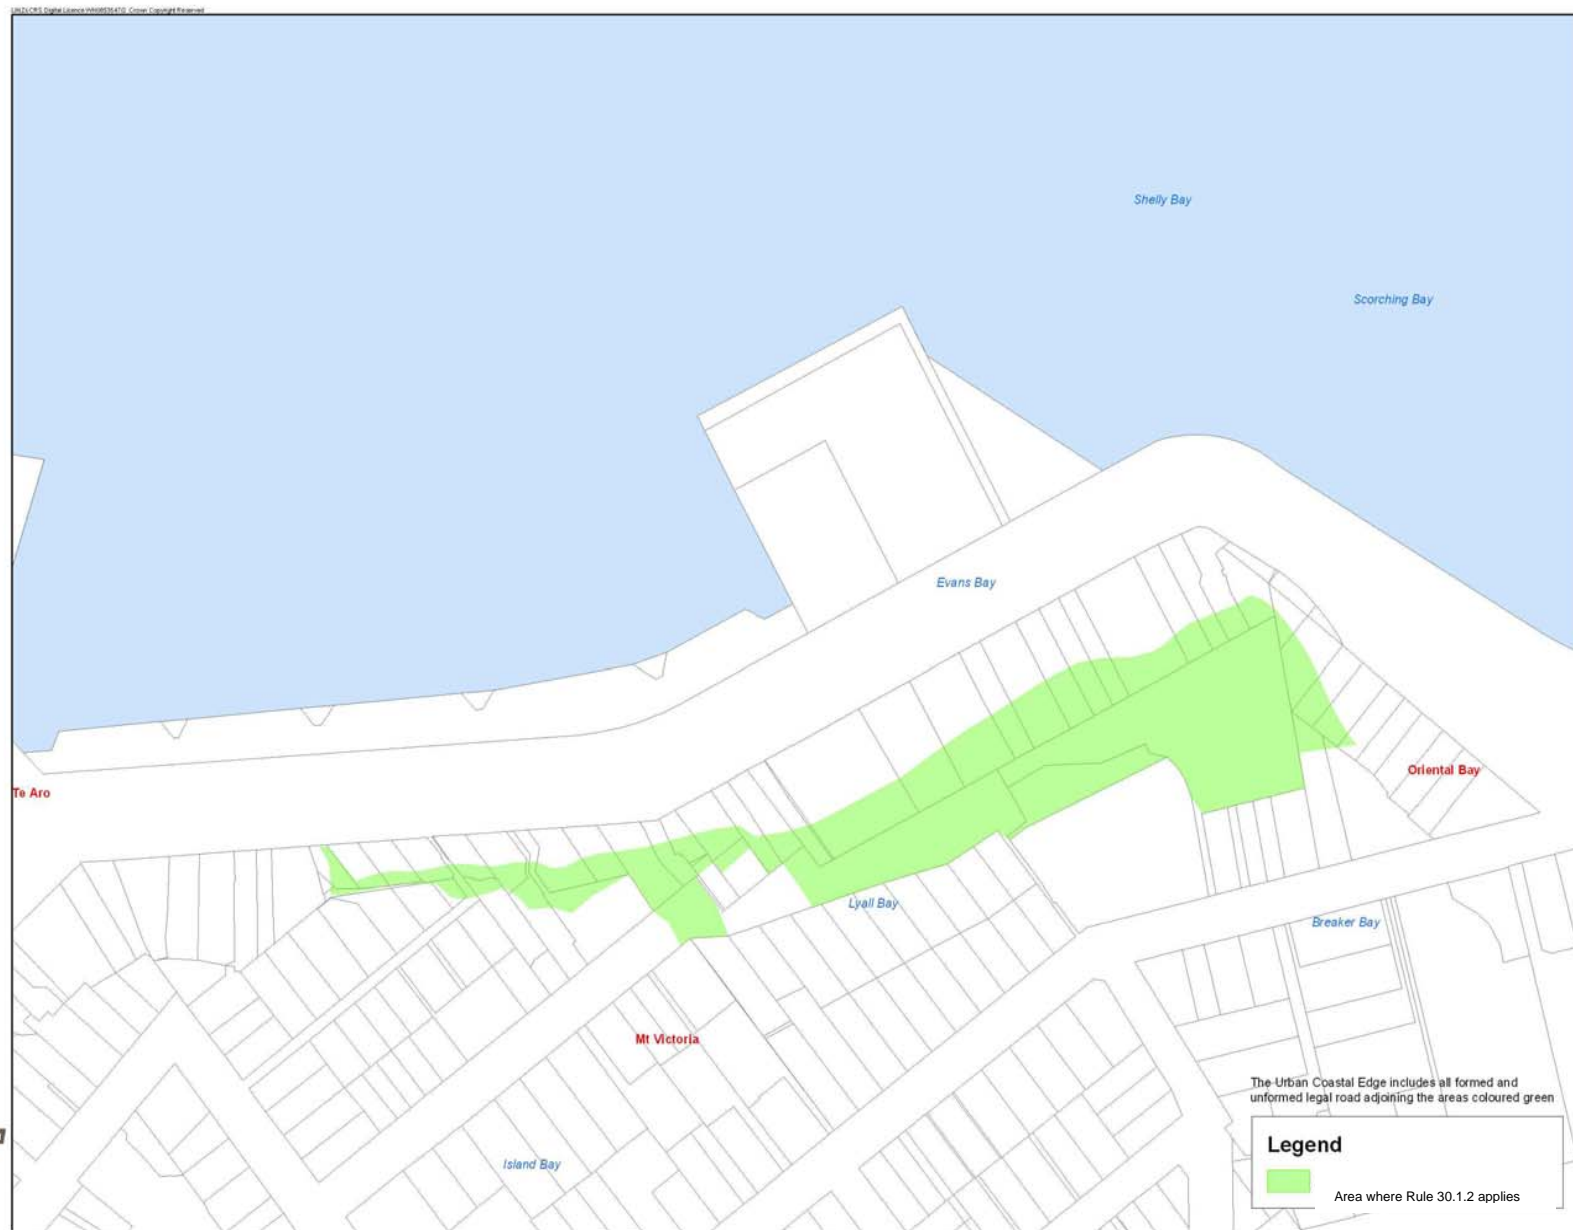 Shelly Bay
Scorching Bay
Evans Bay
Oriental Bay
Te Aro
Lyall Bay
Breaker Bay
Mt Victoria
The Urban Coastal Edge includes all formed and
unformed legal road adjoining the areas coloured green
Legend
Island Bay
Area where Rule 30.1.2 applies